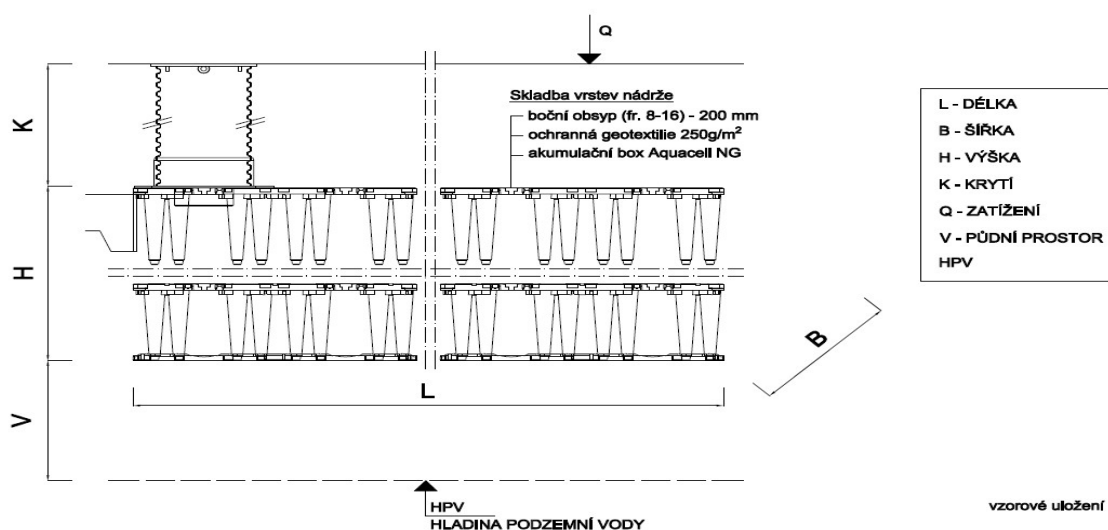 Q
K
Skladba vrstev nádrže
boční obsyp (fr. 8-16) - 200 mm
ochranná geotextilie 250g/m²
akumulační box Aquacell NG
L - DÉLKA
B - ŠÍŘKA
H - VÝŠKA
K - KRYTÍ
Q - ZATÍŽENÍ
V - PŮDNÍ PROSTOR
HPV
H
B
L
V
HPV
HLADINA PODZEMNÍ VODY
vzorové uložení